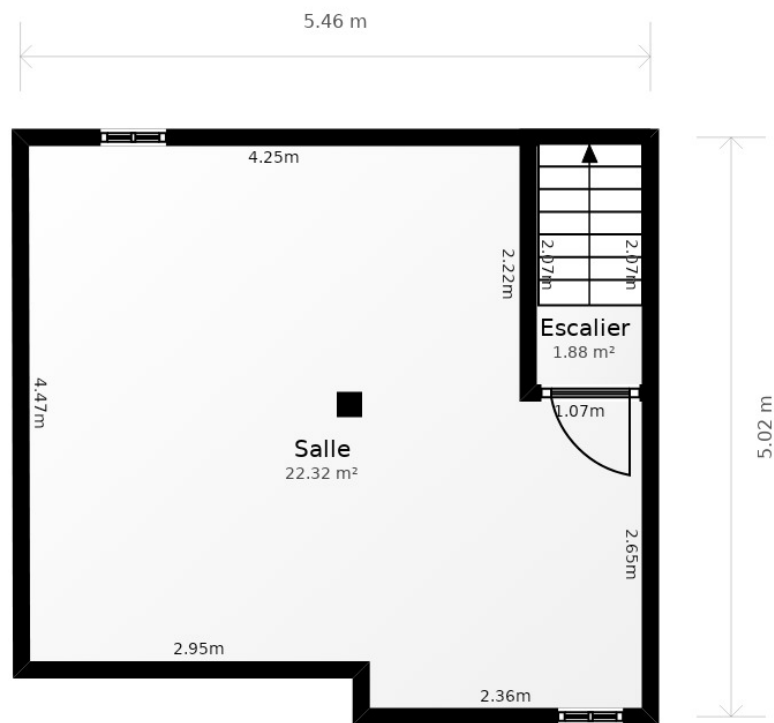 5.46 m
4.25m
2.22m
2.07m
2.07m
Escalier
1.88 m²
1.07m
4.47m
5.02 m
Salle
22.32 m²
2.65m
2.95m
2.36m